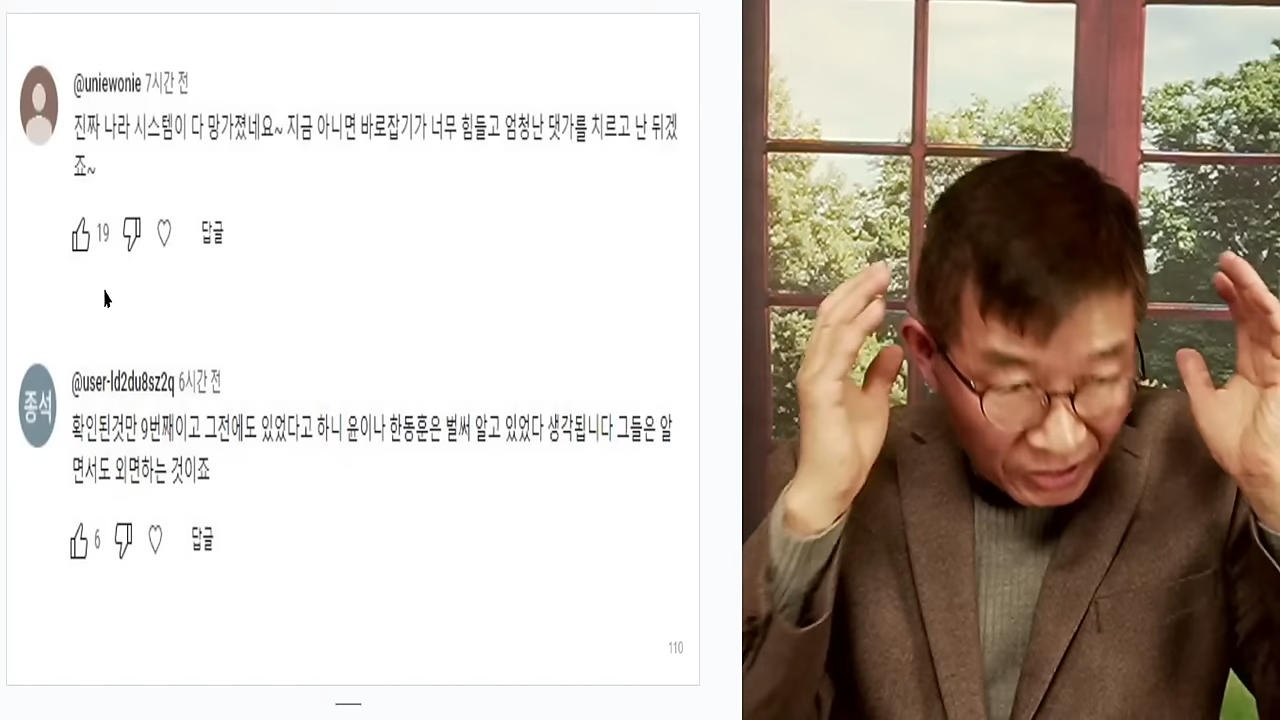 @uniewonie 7시간 전
진짜 나라 시스템이 다 망가졌네요~ 지금 아니면 바로잡기가 너무 힘들고 엄청난 댓가를 치르고 난 뒤겠
죠~
19 답글
종석
@user-ld2du8sz2q 6시간 전
확인된것만 9번째이고 그전에도 있었다고 하니 윤이나 한동훈은 벌써 알고 있었다 생각됩니다 그들은 알
면서도 외면하는 것이죠
6 답글
110